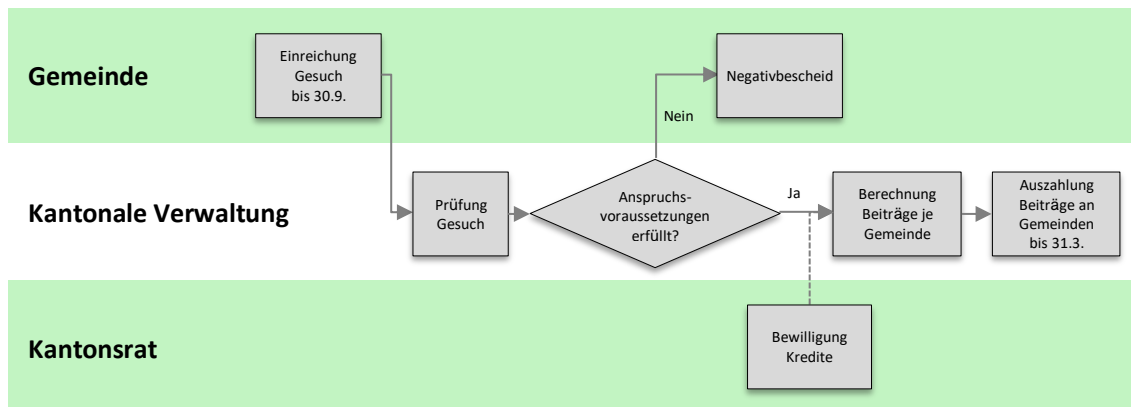 Gemeinde
Einreichung
Gesuch
bis 30.9.
Negativbescheid
Nein
Kantonale Verwaltung
Prüfung
Gesuch
Anspruchs-
voraussetzungen
erfüllt?
Ja
Berechnung
Beiträge je
Gemeinde
Auszahlung
Beiträge an
Gemeinden
bis 31.3.
Kantonsrat
Bewilligung
Kredite